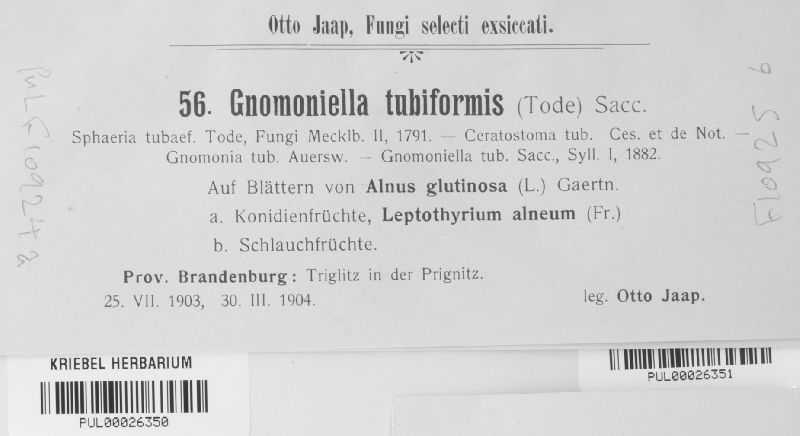 Otto Jaap, Fungi selecti exsiccati.
56. Gnomoniella tubiformis (Tode) Sacc.
Sphaeria tubaef. Tode, Fungi Mecklb. II, 1791. — Ceratostoma tub. Ces. et de Not. —
Gnomonia tub. Auersw. — Gnomoniella tub. Sacc., Syll. I, 1882.
Auf Blättern von Alnus glutinosa (L.) Gaertn.
a. Konidienfrüchte, Leptothyrium alneum (Fr.)
b. Schlauchfrüchte.
Prov. Brandenburg: Triglitz in der Prignitz.
25. VII. 1903, 30. III. 1904.
leg. Otto Jaap.
KRIEBEL HERBARIUM
PUL00026350
PUL00026351